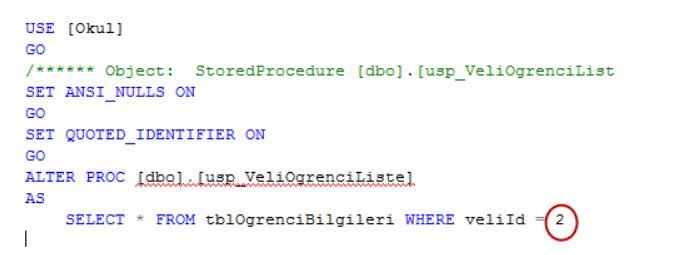 USE [Okul]
GO
/****** Object:  StoredProcedure [dbo].[usp_VeliOgrenciList
SET ANSI_NULLS ON
GO
SET QUOTED_IDENTIFIER ON
GO
ALTER PROC [dbo].[usp_VeliOgrenciListe]
AS
    SELECT * FROM tblOgrenciBilgileri WHERE veliId = 2